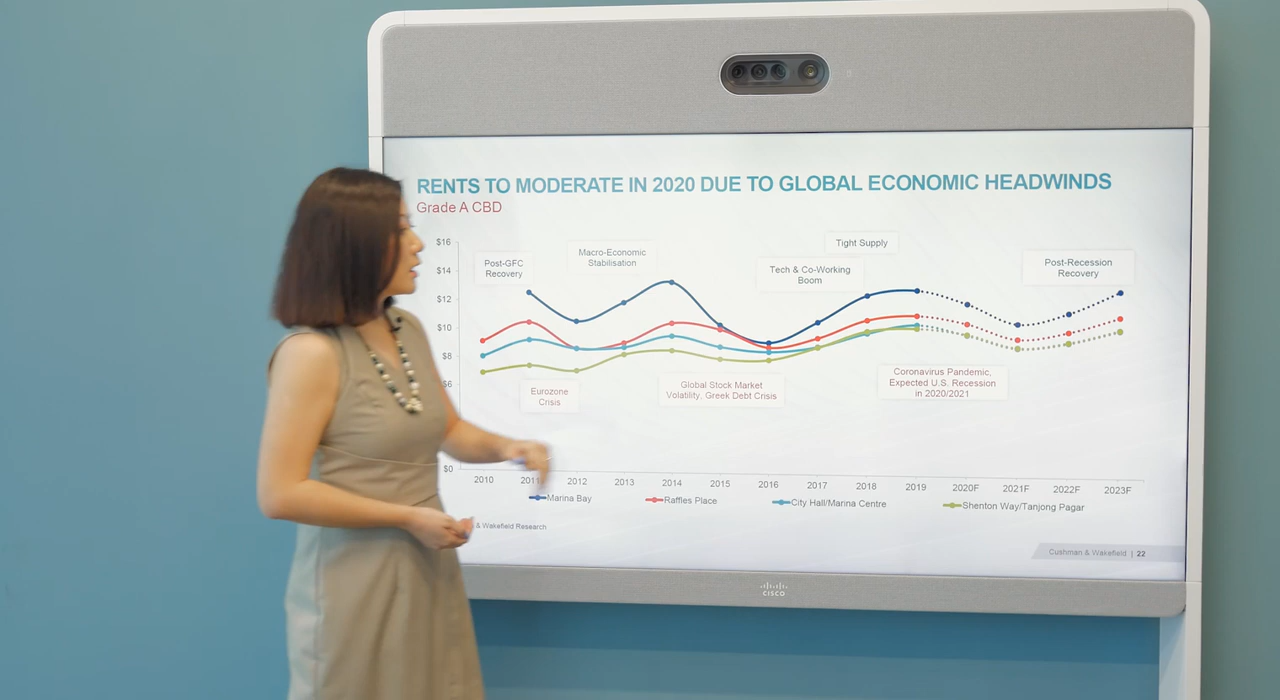 RENTS TO MODERATE IN 2020 DUE TO GLOBAL ECONOMIC HEADWINDS
Grade A CBD
$16
$14
$12
$10
$8
$6
$0
Post-GFC
Recovery
Macro-Economic
Stabilisation
Tech & Co-Working
Boom
Tight Supply
Post-Recession
Recovery
Eurozone
Crisis
Global Stock Market
Volatility, Greek Debt Crisis
Coronavirus Pandemic,
Expected U.S. Recession
in 2020/2021
2010 2011 2012 2013 2014 2015 2016 2017 2018 2019 2020F 2021F 2022F 2023F
Marina Bay Raffles Place City Hall/Marina Centre Shenton Way/Tanjong Pagar
& Wakefield Research
Cushman & Wakefield | 22
CISCO